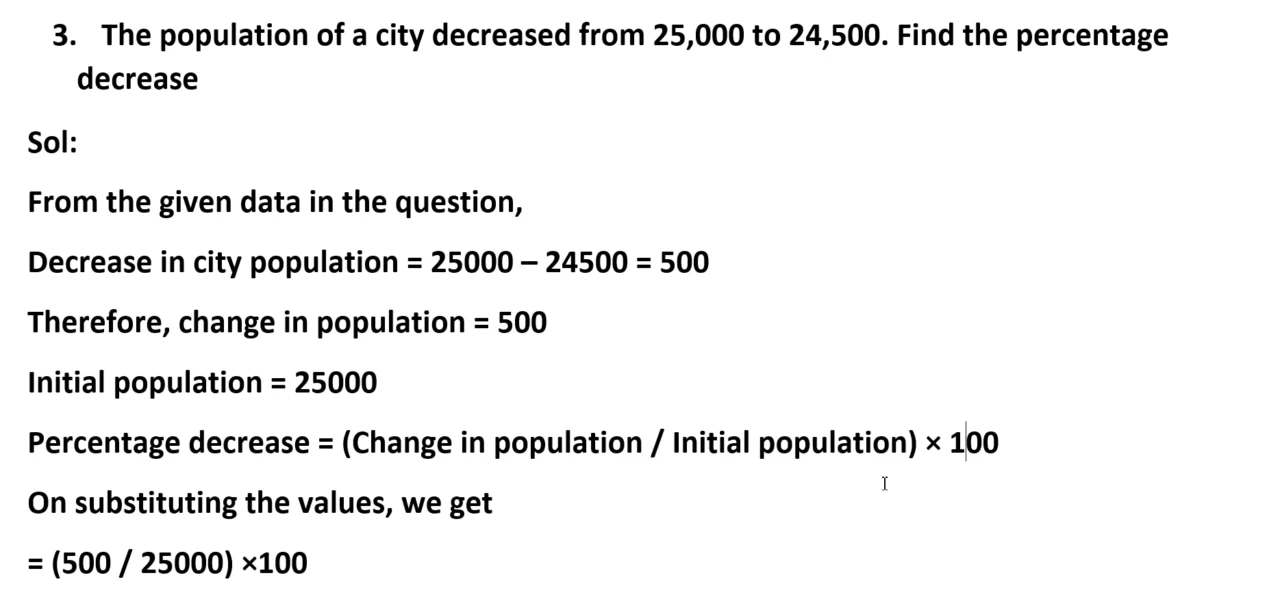 3. The population of a city decreased from 25,000 to 24,500. Find the percentage
decrease
Sol:
From the given data in the question,
Decrease in city population = 25000 – 24500 = 500
Therefore, change in population = 500
Initial population = 25000
Percentage decrease = (Change in population / Initial population) × 100
On substituting the values, we get
= (500 / 25000) ×100